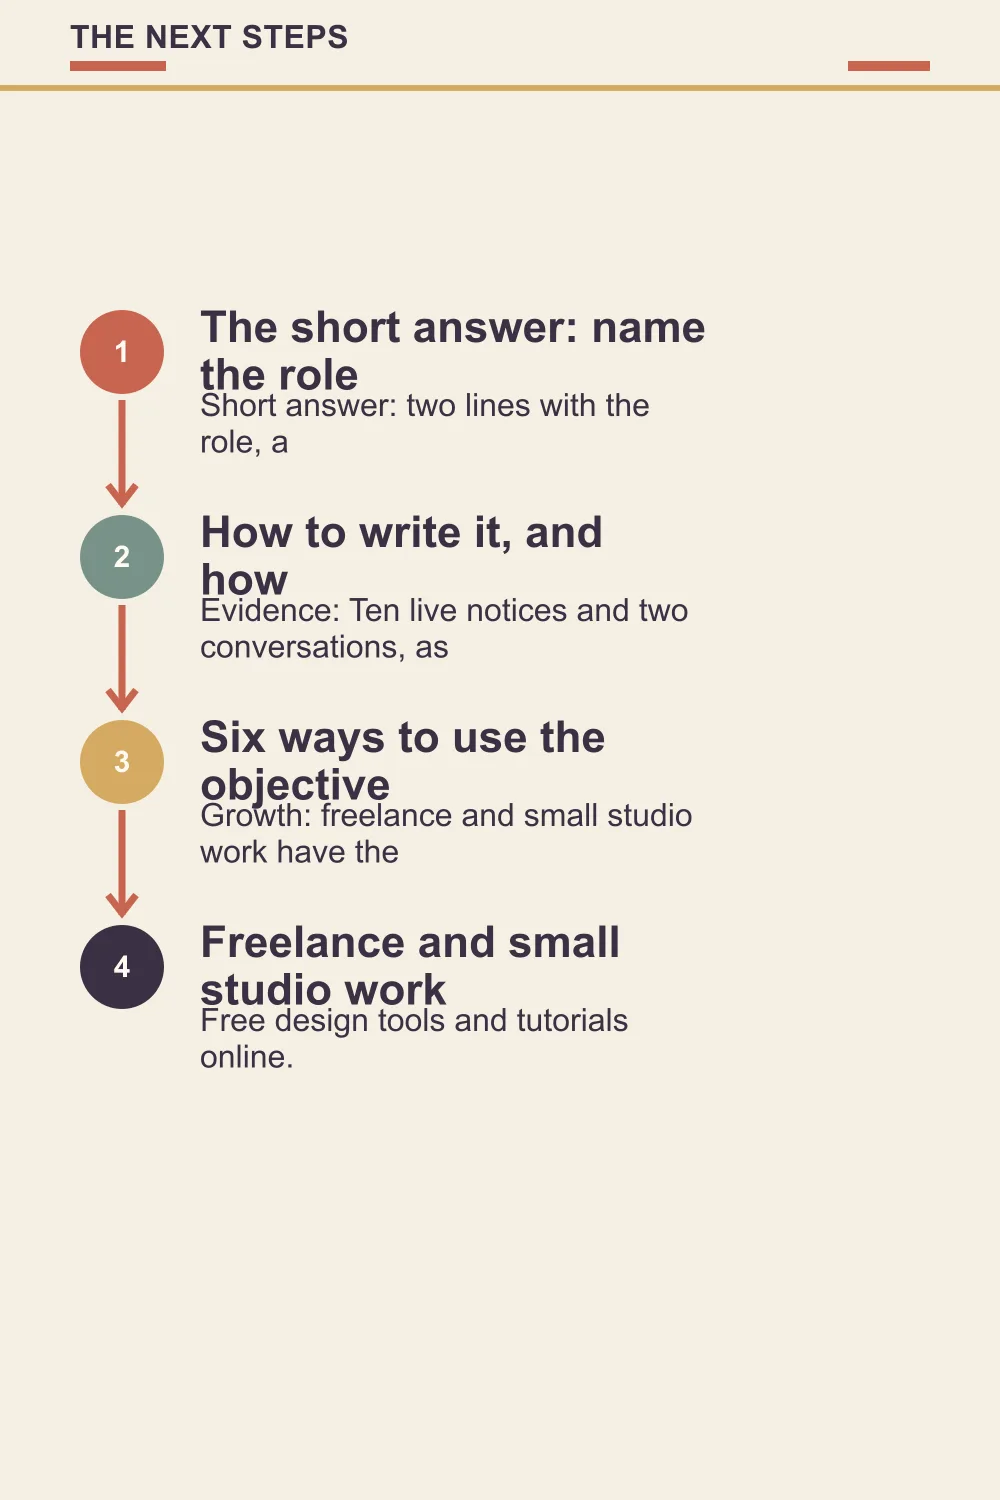 THE NEXT STEPS
1
The short answer: name
the role
Short answer: two lines with the
role, a
2
How to write it, and
how
Evidence: Ten live notices and two
conversations, as
3
Six ways to use the
objective
Growth: freelance and small studio
work have the
4
Freelance and small
studio work
Free design tools and tutorials
online.